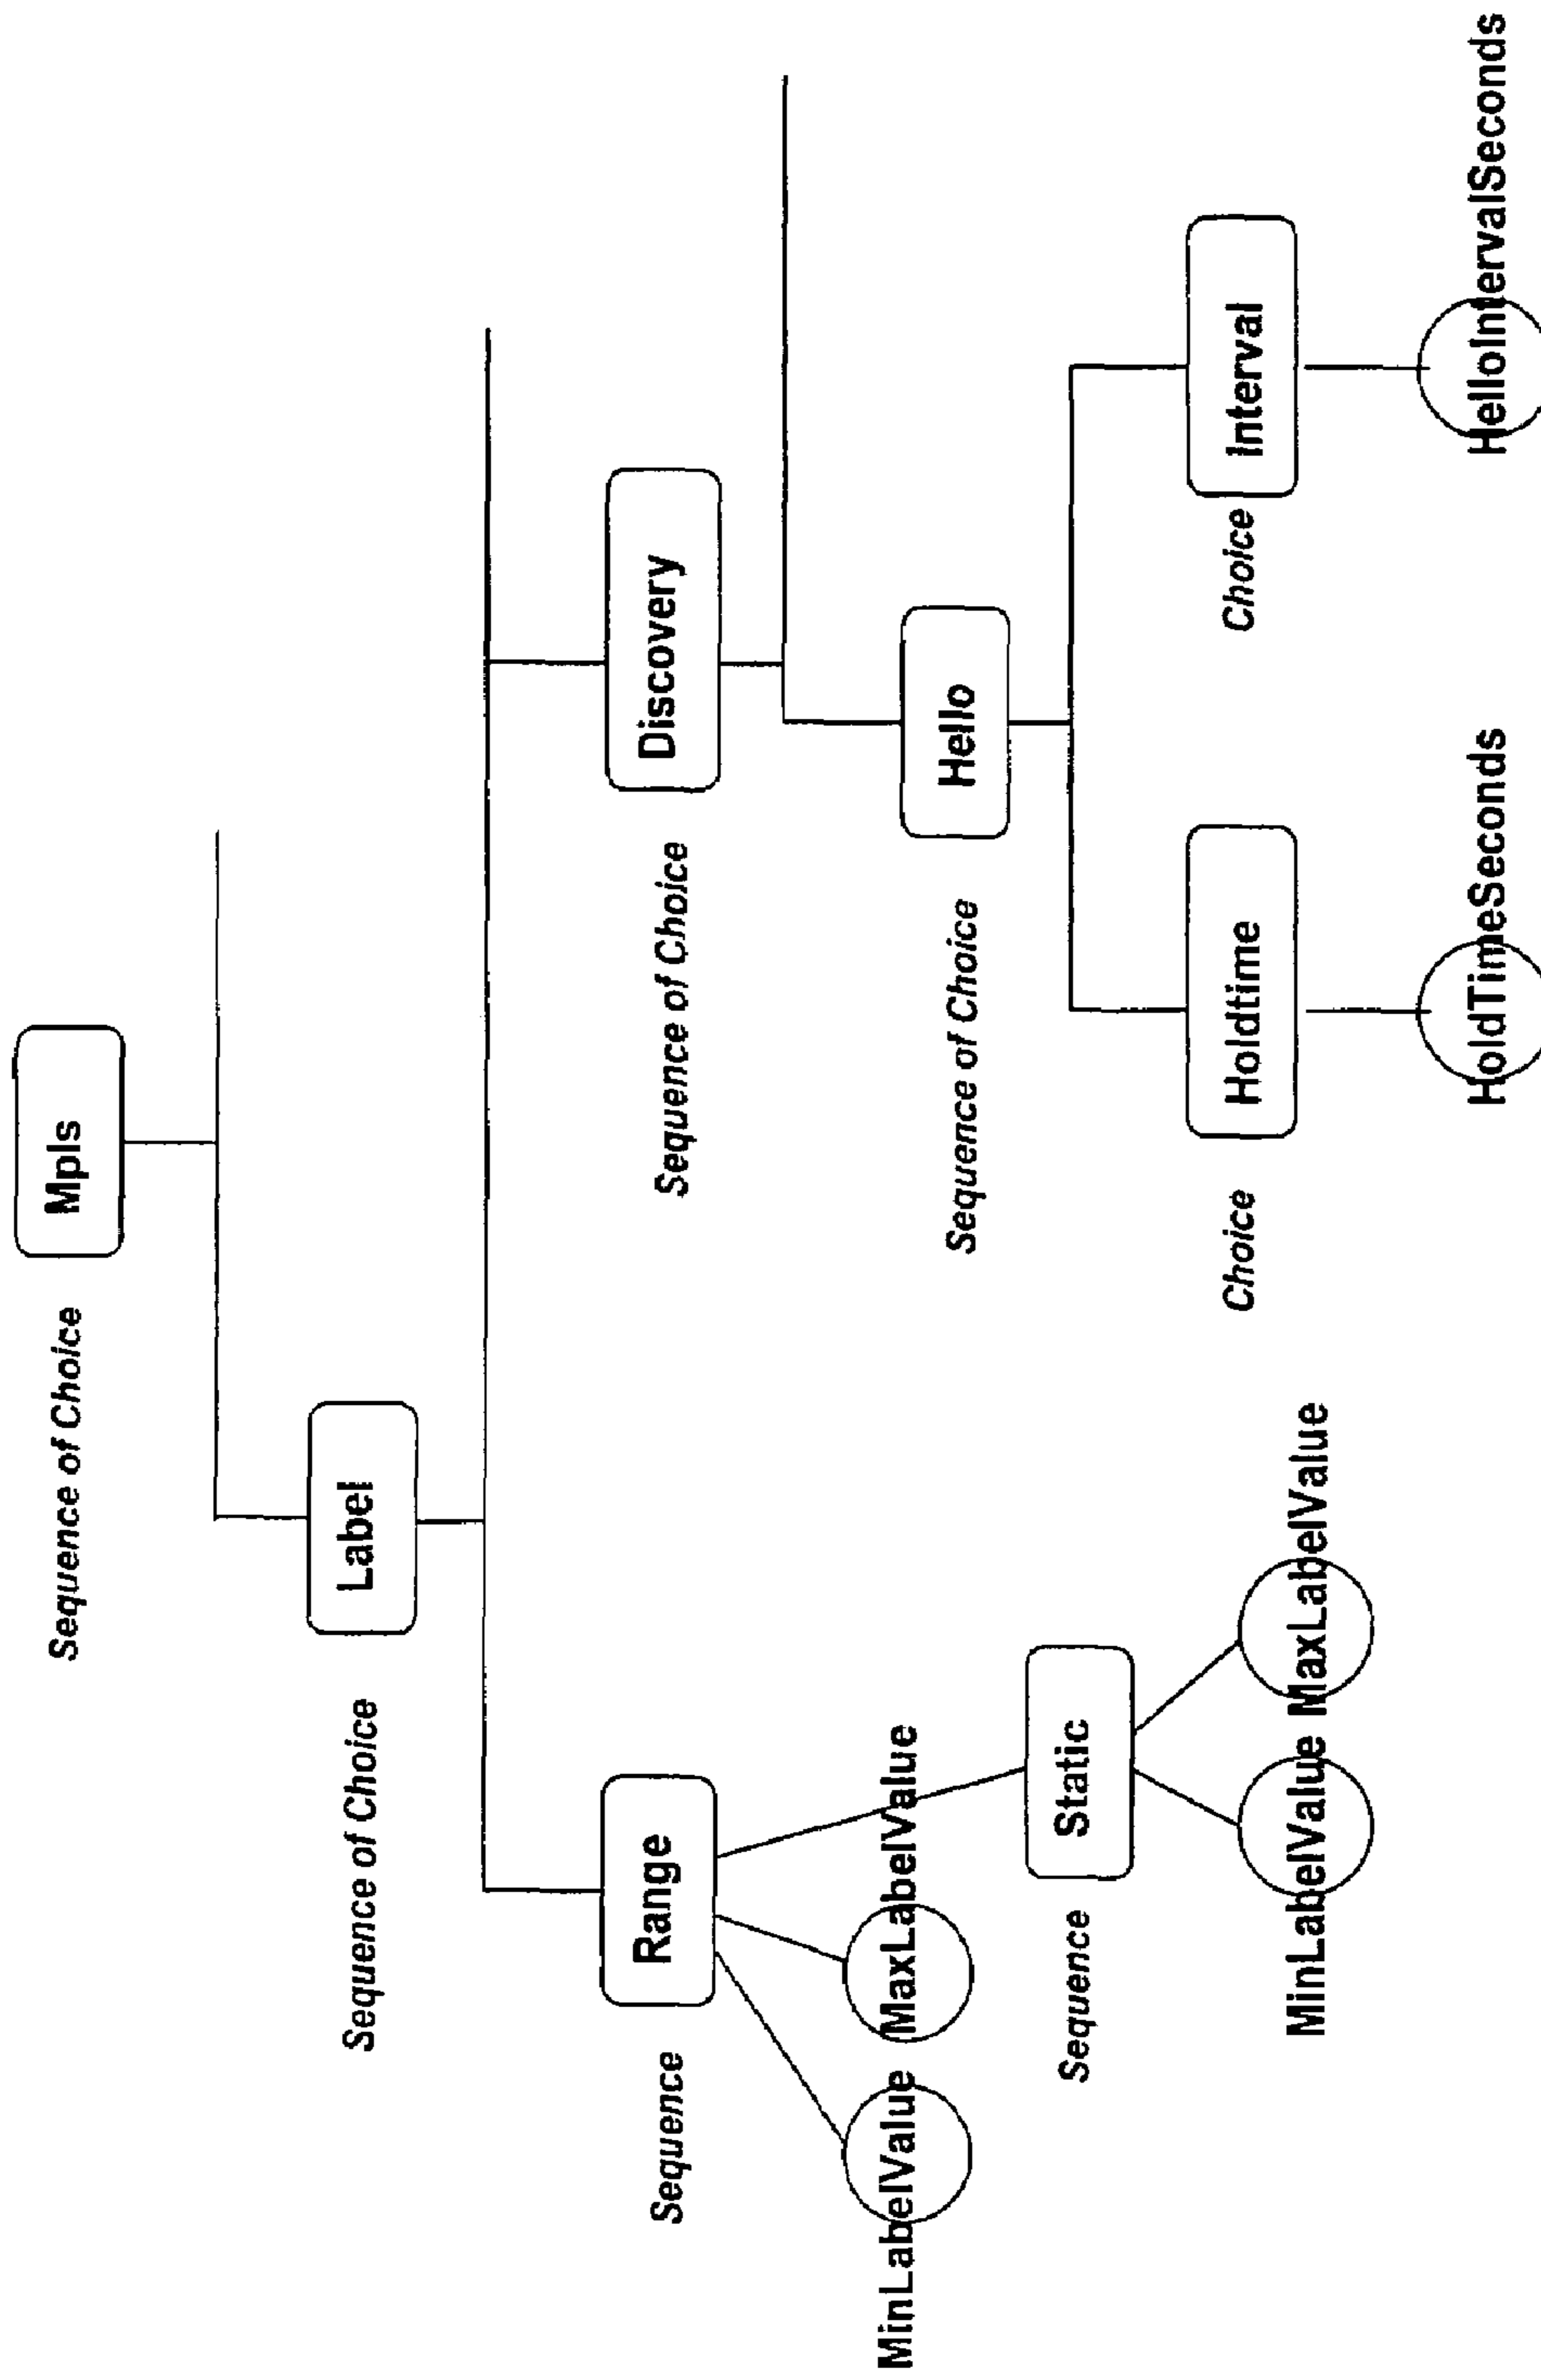 Sequence of Choice
Mpls
Sequence of Choice
Label
Sequence
Range
Sequence of Choice
Discovery
MinLabelValue
MaxLabelValue
Sequence of Choice
Hello
Sequence
Static
Choice
Holdtime
Choice
Interval
MinLabelValue
MaxLabelValue
HoldTimeSeconds
HelloIntervalSeconds